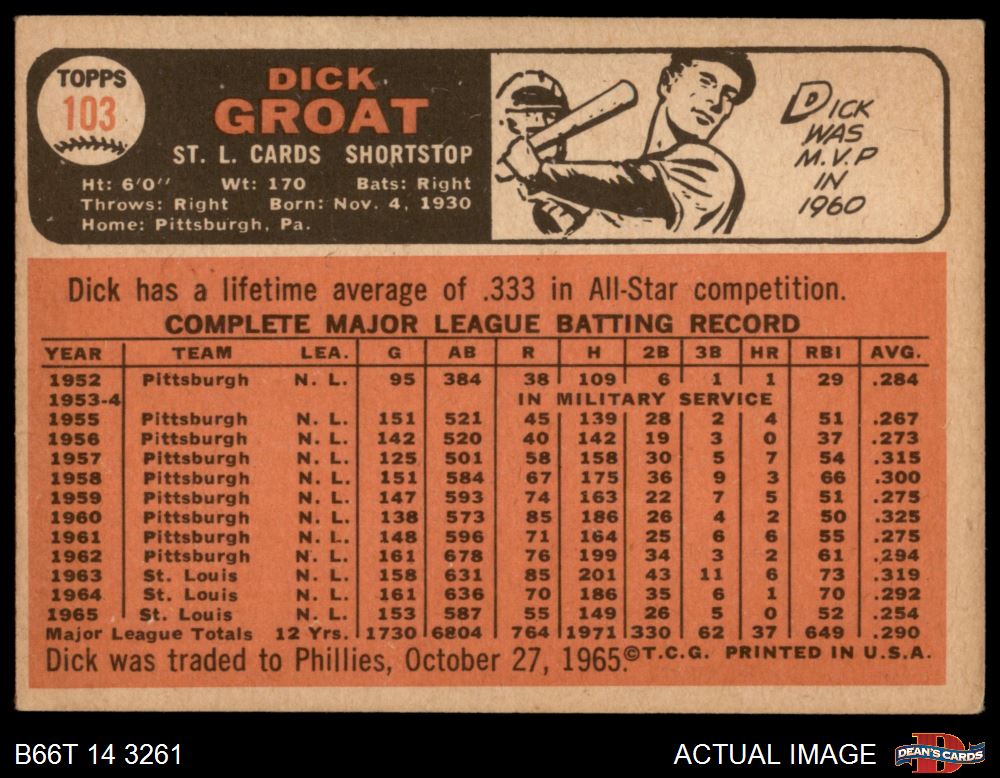 TOPPS
103
DICK
GROAT
ST. L. CARDS SHORTSTOP
Ht: 6'0" Wt: 170 Bats: Right
Throws: Right Born: Nov. 4, 1930
Home: Pittsburgh, Pa.
DICK
WAS
M.V.P
IN
1960
Dick has a lifetime average of .333 in All-Star competition.
COMPLETE MAJOR LEAGUE BATTING RECORD
YEAR TEAM LEA. G AB R H 2B 3B HR RBI AVG.
1952 Pittsburgh N. L. 95 384 38 109 6 1 1 29 .284
1953-4 IN MILITARY SERVICE
1955 Pittsburgh N. L. 151 521 45 139 28 2 4 51 .267
1956 Pittsburgh N. L. 142 520 40 142 19 3 0 37 .273
1957 Pittsburgh N. L. 125 501 58 158 30 5 7 54 .315
1958 Pittsburgh N. L. 151 584 67 175 36 9 3 66 .300
1959 Pittsburgh N. L. 147 593 74 163 22 7 5 51 .275
1960 Pittsburgh N. L. 138 573 85 186 26 4 2 50 .325
1961 Pittsburgh N. L. 148 596 71 164 25 6 6 55 .275
1962 Pittsburgh N. L. 161 678 76 199 34 3 2 61 .294
1963 St. Louis N. L. 158 631 85 201 43 11 6 73 .319
1964 St. Louis N. L. 161 636 70 186 35 6 1 70 .292
1965 St. Louis N. L. 153 587 55 149 26 5 0 52 .254
Major League Totals 12 Yrs. 1730 6804 764 1971 330 62 37 649 .290
Dick was traded to Phillies, October 27, 1965. ©T.C.G. PRINTED IN U.S.A.
B66T 14 3261
ACTUAL IMAGE
DEAN'S CARDS